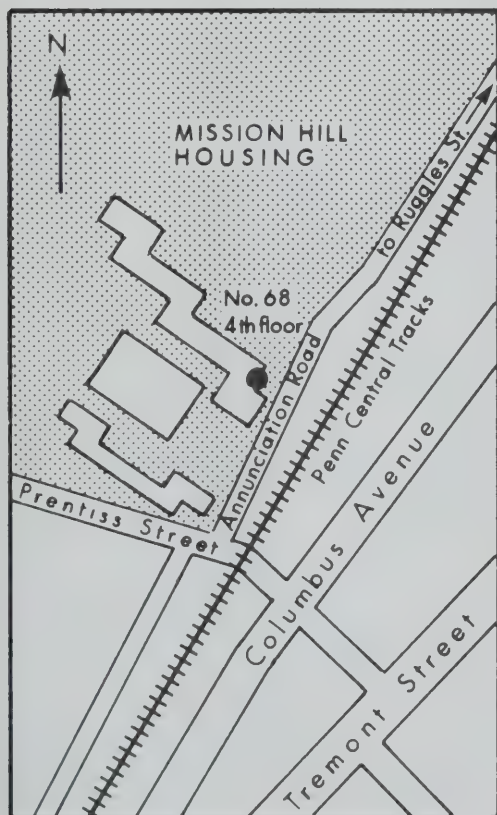 N
MISSION HILL
HOUSING
to Ruggles St.
No. 68
4th floor
Annunciation Road
Penn Central Tracks
Prentiss Street
Columbus Avenue
Tremont Street